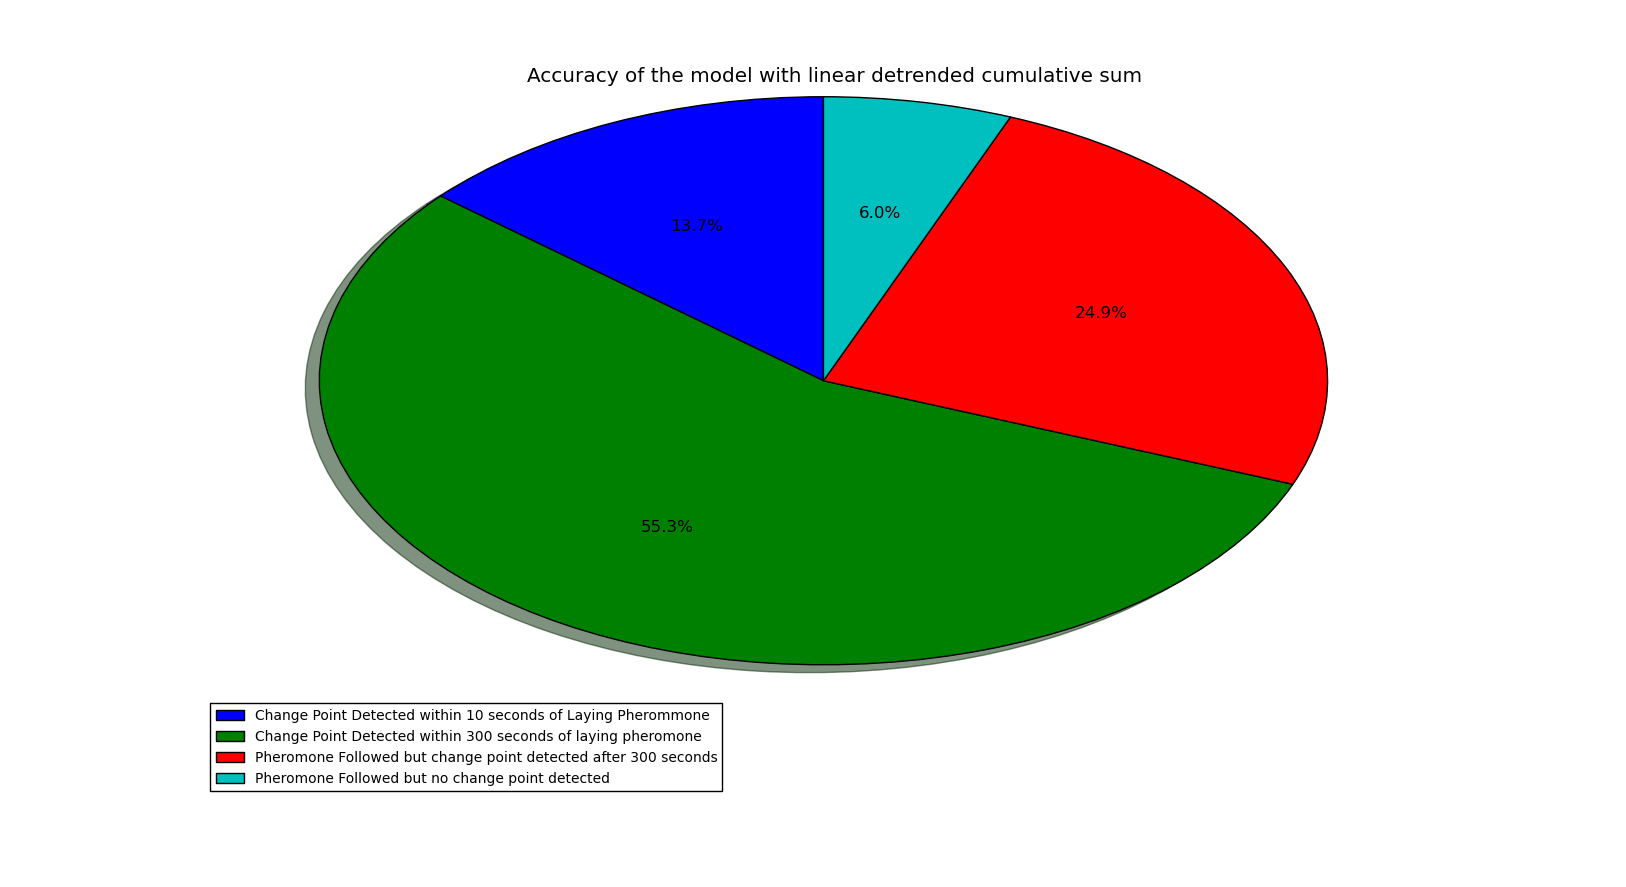 Accuracy of the model with linear detrended cumulative sum
6.0%
13.7%
24.9%
55.3%
Change Point Detected within 10 seconds of Laying Pherommone
Change Point Detected within 300 seconds of laying pheromone
Pheromone Followed but change point detected after 300 seconds
Pheromone Followed but no change point detected